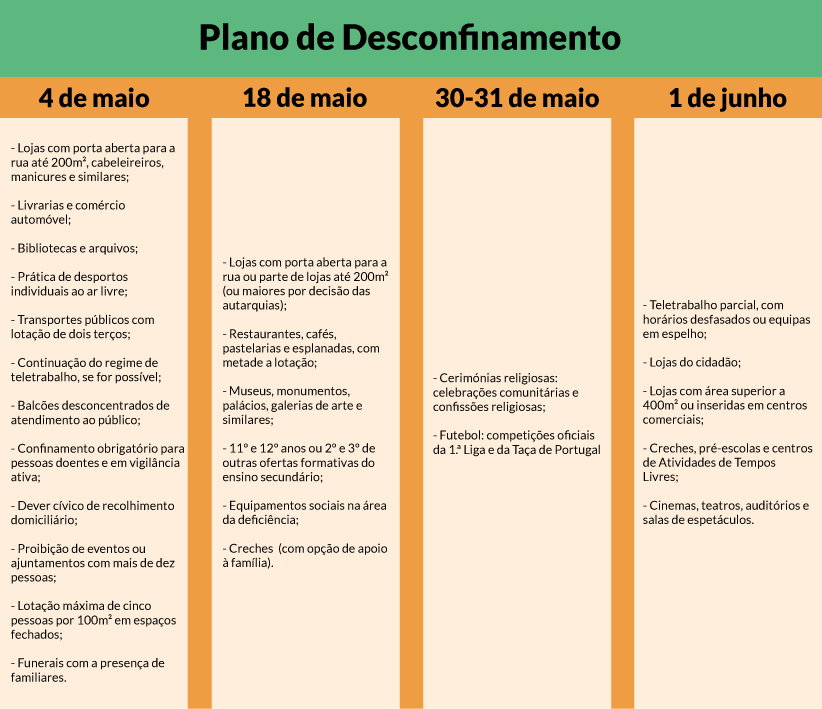 Plano de Desconfinamento
4 de maio
18 de maio
30-31 de maio
1 de junho
- Lojas com porta aberta para a
rua até 200m², cabeleireiros,
manicures e similares;
- Livrarias e comércio
automóvel;
- Bibliotecas e arquivos;
- Prática de desportos
individuais ao ar livre;
- Transportes públicos com
lotação de dois terços;
- Continuação do regime de
teletrabalho, se for possível;
- Balcões desconcentrados de
atendimento ao público;
- Confinamento obrigatório para
pessoas doentes e em vigilância
ativa;
- Dever cívico de recolhimento
domiciliário;
- Proibição de eventos ou
ajuntamentos com mais de dez
pessoas;
- Lotação máxima de cinco
pessoas por 100m² em espaços
fechados;
- Funerais com a presença de
familiares.
- Lojas com porta aberta para a
rua ou parte de lojas até 200m²
(ou maiores por decisão das
autarquias);
- Restaurantes, cafés,
pastelarias e esplanadas, com
metade a lotação;
- Museus, monumentos,
palácios, galerias de arte e
similares;
- 11º e 12º anos ou 2º e 3º de
outras ofertas formativas do
ensino secundário;
- Equipamentos sociais na área
da deficiência;
- Creches (com opção de apoio
à família).
- Cerimónias religiosas:
celebrações comunitárias e
confissões religiosas;
- Futebol: competições oficiais
da 1.ª Liga e da Taça de Portugal
- Teletrabalho parcial, com
horários desfasados ou equipas
em espelho;
- Lojas do cidadão;
- Lojas com área superior a
400m² ou inseridas em centros
comerciais;
- Creches, pré-escolas e centros
de Atividades de Tempos
Livres;
- Cinemas, teatros, auditórios e
salas de espetáculos.